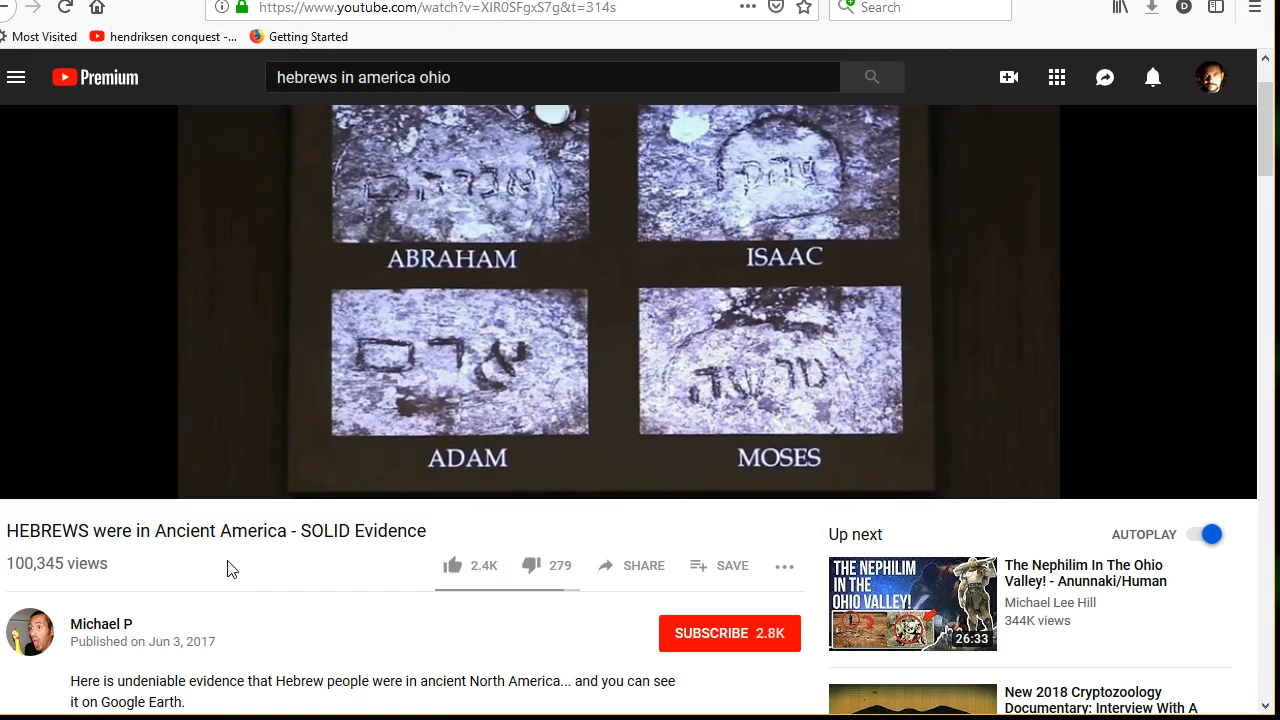 https://www.youtube.com/watch?v=XIR0SFgxS7g&t=314s
Search
Most Visited
hendriksen conquest -...
Getting Started
Premium
hebrews in america ohio
ABRAHAM
ISAAC
אדם
ADAM
MOSES
HEBREWS were in Ancient America - SOLID Evidence
100,345 views
2.4K
279
SHARE
SAVE
Michael P
Published on Jun 3, 2017
SUBSCRIBE 2.8K
Here is undeniable evidence that Hebrew people were in ancient North America... and you can see
it on Google Earth.
Up next
AUTOPLAY
THE NEPHILIM
IN THE
OHIO VALLEY!
26:33
The Nephilim In The Ohio
Valley! - Anunnaki/Human
Michael Lee Hill
344K views
New 2018 Cryptozoology
Documentary: Interview With A